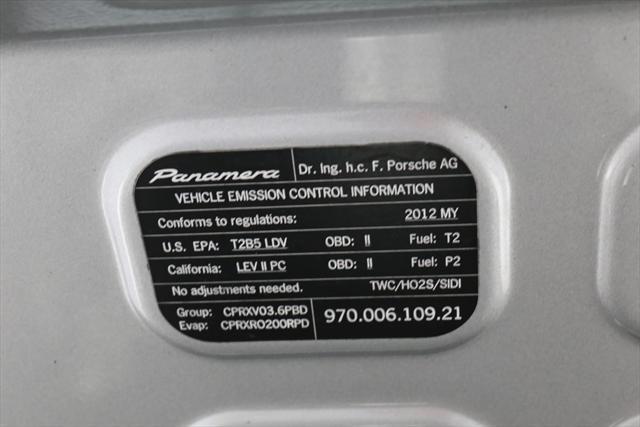 Panamera Dr. Ing. h.c. F. Porsche AG
VEHICLE EMISSION CONTROL INFORMATION
Conforms to regulations: 2012 MY
U.S. EPA: T2B5 LDV OBD: II Fuel: T2
California: LEV II PC OBD: II Fuel: P2
No adjustments needed. TWC/HO2S/SIDI
Group: CPRXV03.6PBD
Evap: CPRXR0200RPD
970.006.109.21